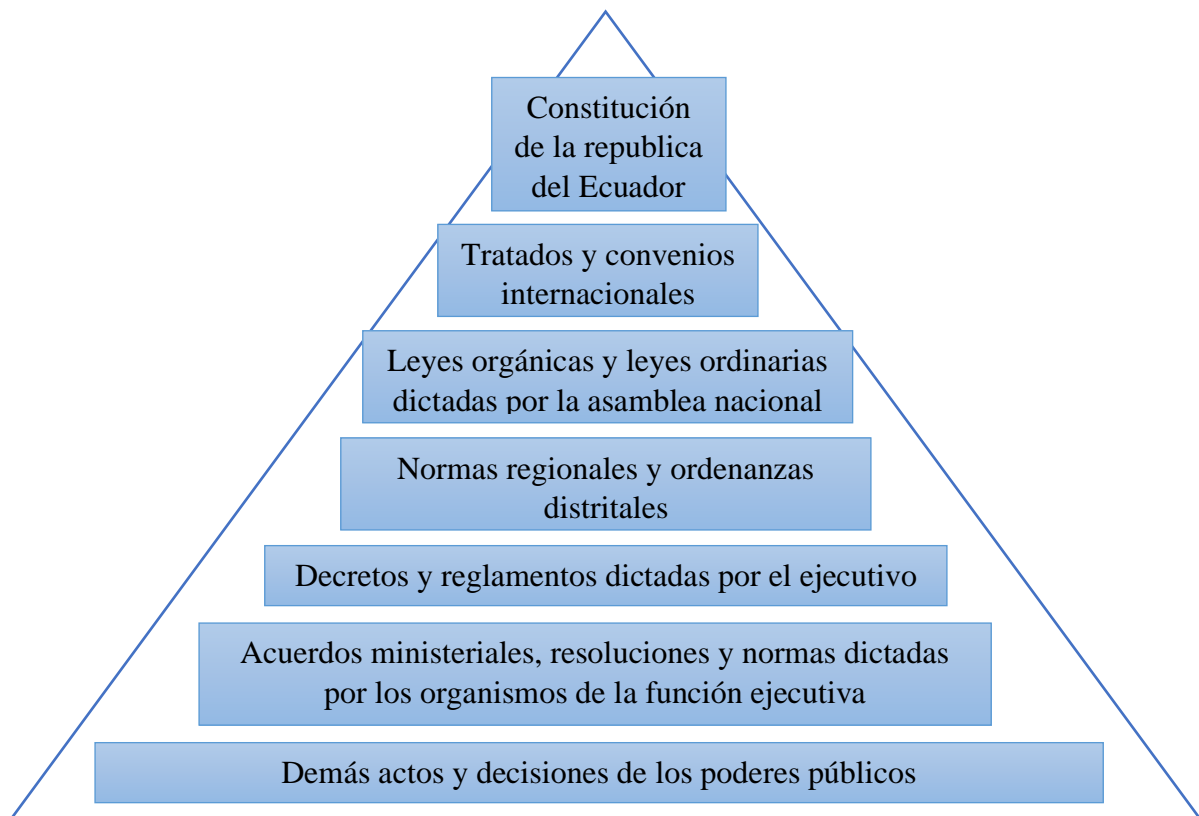 Constitución
de la republica
del Ecuador
Tratados y convenios
internacionales
Leyes orgánicas y leyes ordinarias
dictadas por la asamblea nacional
Normas regionales y ordenanzas
distritales
Decretos y reglamentos dictadas por el ejecutivo
Acuerdos ministeriales, resoluciones y normas dictadas
por los organismos de la función ejecutiva
Demás actos y decisiones de los poderes públicos